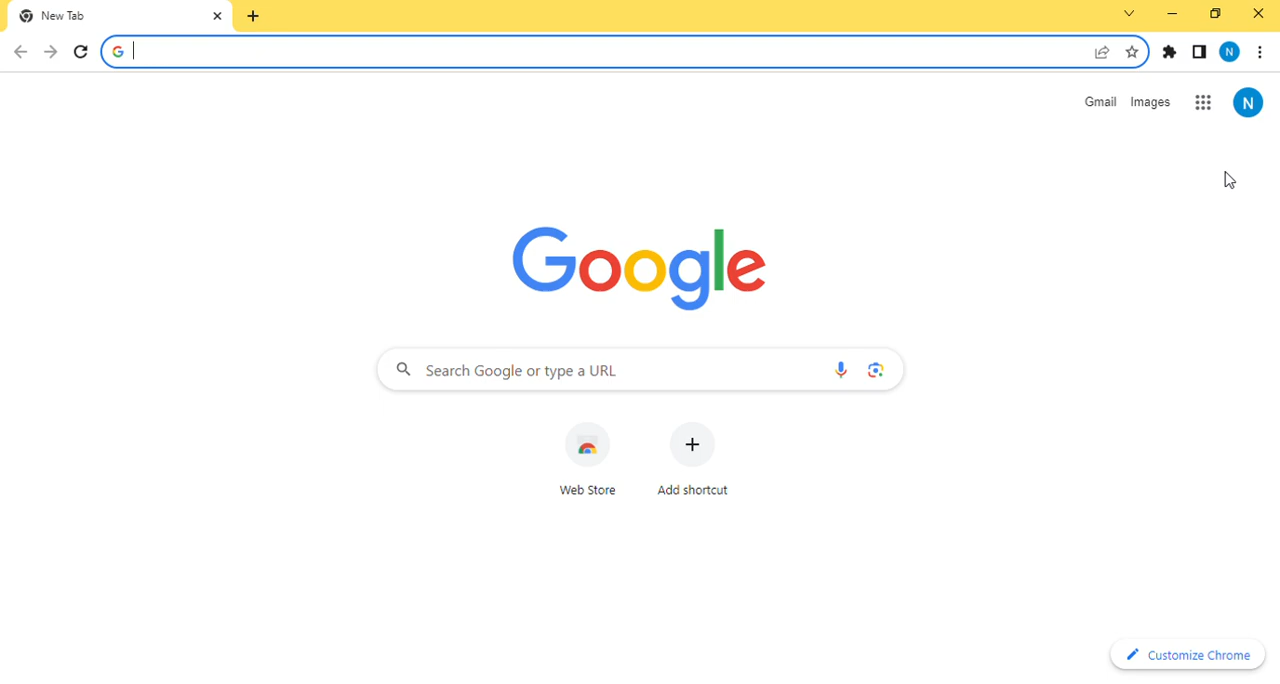 New Tab
N
Gmail Images
N
Google
Search Google or type a URL
Web Store Add shortcut
Customize Chrome